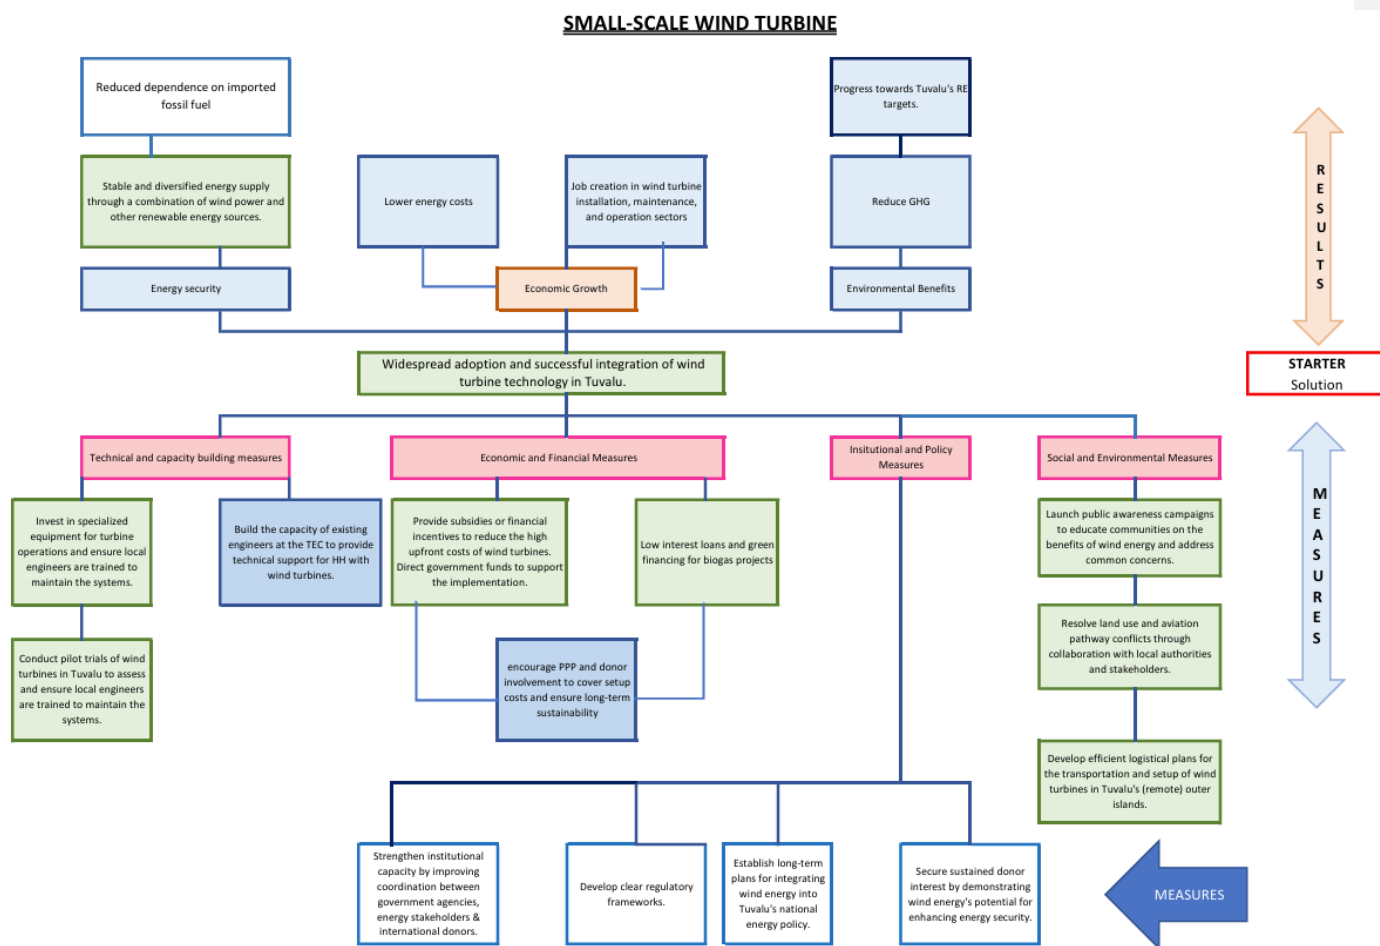 SMALL-SCALE WIND TURBINE
Reduced dependence on imported
fossil fuel
Progress towards Tuvalu's RE
targets.
Stable and diversified energy supply
through a combination of wind power and
other renewable energy sources.
Lower energy costs
Job creation in wind turbine
installation, maintenance,
and operation sectors
Reduce GHG
Energy security
Economic Growth
Environmental Benefits
RESULTS
Widespread adoption and successful integration of wind
turbine technology in Tuvalu.
STARTER
Solution
Technical and capacity building measures
Economic and Financial Measures
Insitutional and Policy
Measures
Social and Environmental Measures
Invest in specialized
equipment for turbine
operations and ensure local
engineers are trained to
maintain the systems.
Build the capacity of existing
engineers at the TEC to provide
technical support for HH with
wind turbines.
Provide subsidies or financial
incentives to reduce the high
upfront costs of wind turbines.
Direct government funds to support
the implementation.
Low interest loans and green
financing for biogas projects
Launch public awareness campaigns
to educate communities on the
benefits of wind energy and address
common concerns.
MEASURES
Conduct pilot trials of wind
turbines in Tuvalu to assess
and ensure local engineers
are trained to maintain the
systems.
encourage PPP and donor
involvement to cover setup
costs and ensure long-term
sustainability
Resolve land use and aviation
pathway conflicts through
collaboration with local authorities
and stakeholders.
Develop efficient logistical plans for
the transportation and setup of wind
turbines in Tuvalu's (remote) outer
islands.
Strengthen institutional
capacity by improving
coordination between
government agencies,
energy stakeholders &
international donors.
Develop clear regulatory
frameworks.
Establish long-term
plans for integrating
wind energy into
Tuvalu's national
energy policy.
Secure sustained donor
interest by demonstrating
wind energy's potential for
enhancing energy security.
MEASURES